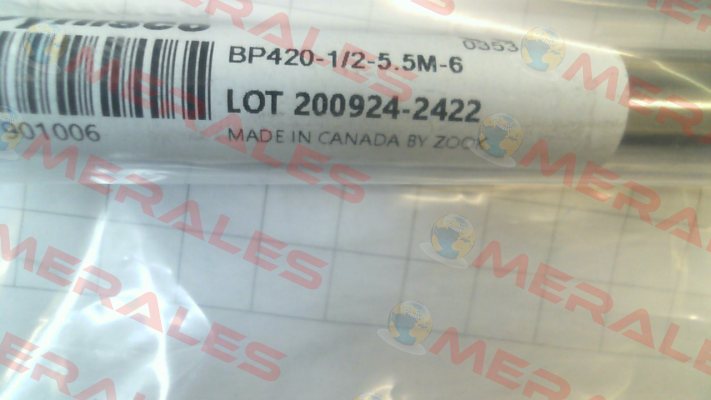 BP420-1/2-5.5M-6
0353
LOT 200924-2422
901006
MADE IN CANADA BY ZOOK
MERALES
MERALES
MERALES
MERALES
MERALES